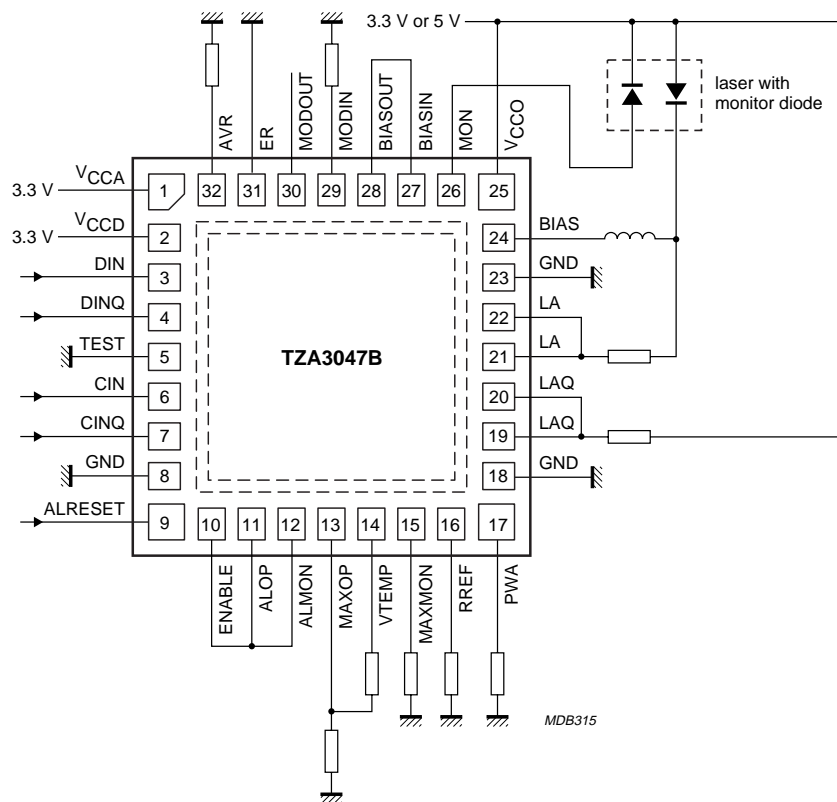 3.3 V or 5 V
laser with
monitor diode
AVR
ER
MODOUT
MODIN
BIASOUT
BIASIN
MON
VCCO
3.3 V
VCCA
1
32
31
30
29
28
27
26
25
3.3 V
VCCD
2
24
BIAS
DIN
3
23
GND
DINQ
4
22
LA
TEST
5
TZA3047B
21
LA
CIN
6
20
LAQ
CINQ
7
19
LAQ
GND
8
18
GND
ALRESET
9
10
11
12
13
14
15
16
17
ENABLE
ALOP
ALMON
MAXOP
VTEMP
MAXMON
RREF
PWA
MDB315